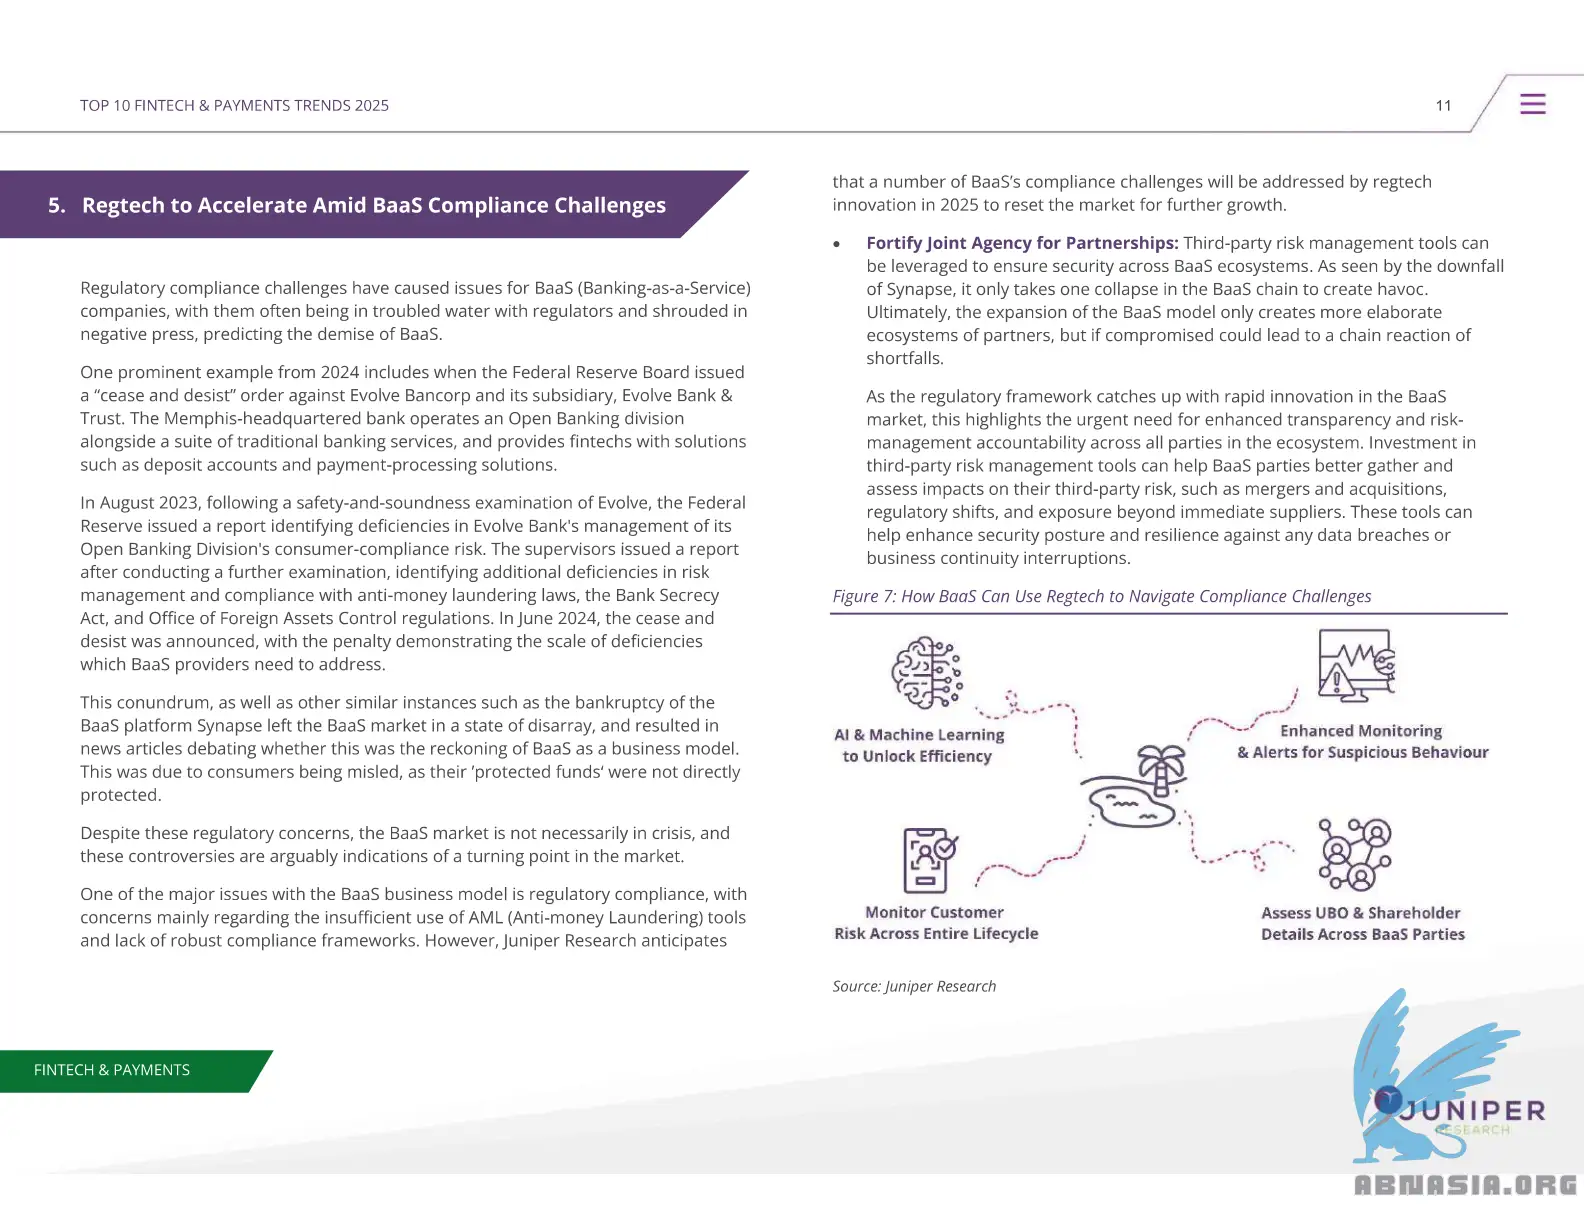 TOP 10 FINTECH & PAYMENTS TRENDS 2025
11
5. Regtech to Accelerate Amid BaaS Compliance Challenges
Regulatory compliance challenges have caused issues for BaaS (Banking-as-a-Service)
companies, with them often being in troubled water with regulators and shrouded in
negative press, predicting the demise of BaaS.
One prominent example from 2024 includes when the Federal Reserve Board issued
a “cease and desist” order against Evolve Bancorp and its subsidiary, Evolve Bank &
Trust. The Memphis-headquartered bank operates an Open Banking division
alongside a suite of traditional banking services, and provides fintechs with solutions
such as deposit accounts and payment-processing solutions.
In August 2023, following a safety-and-soundness examination of Evolve, the Federal
Reserve issued a report identifying deficiencies in Evolve Bank's management of its
Open Banking Division's consumer-compliance risk. The supervisors issued a report
after conducting a further examination, identifying additional deficiencies in risk
management and compliance with anti-money laundering laws, the Bank Secrecy
Act, and Office of Foreign Assets Control regulations. In June 2024, the cease and
desist was announced, with the penalty demonstrating the scale of deficiencies
which BaaS providers need to address.
This conundrum, as well as other similar instances such as the bankruptcy of the
BaaS platform Synapse left the BaaS market in a state of disarray, and resulted in
news articles debating whether this was the reckoning of BaaS as a business model.
This was due to consumers being misled, as their ’protected funds‘ were not directly
protected.
Despite these regulatory concerns, the BaaS market is not necessarily in crisis, and
these controversies are arguably indications of a turning point in the market.
One of the major issues with the BaaS business model is regulatory compliance, with
concerns mainly regarding the insufficient use of AML (Anti-money Laundering) tools
and lack of robust compliance frameworks. However, Juniper Research anticipates
that a number of BaaS’s compliance challenges will be addressed by regtech
innovation in 2025 to reset the market for further growth.
• Fortify Joint Agency for Partnerships: Third-party risk management tools can
be leveraged to ensure security across BaaS ecosystems. As seen by the downfall
of Synapse, it only takes one collapse in the BaaS chain to create havoc.
Ultimately, the expansion of the BaaS model only creates more elaborate
ecosystems of partners, but if compromised could lead to a chain reaction of
shortfalls.
As the regulatory framework catches up with rapid innovation in the BaaS
market, this highlights the urgent need for enhanced transparency and risk-
management accountability across all parties in the ecosystem. Investment in
third-party risk management tools can help BaaS parties better gather and
assess impacts on their third-party risk, such as mergers and acquisitions,
regulatory shifts, and exposure beyond immediate suppliers. These tools can
help enhance security posture and resilience against any data breaches or
business continuity interruptions.
Figure 7: How BaaS Can Use Regtech to Navigate Compliance Challenges
AI & Machine Learning
to Unlock Efficiency
Enhanced Monitoring
& Alerts for Suspicious Behaviour
Monitor Customer
Risk Across Entire Lifecycle
Assess UBO & Shareholder
Details Across BaaS Parties
Source: Juniper Research
FINTECH & PAYMENTS
JUNIPER
RESEARCH
ABNASIA.ORG